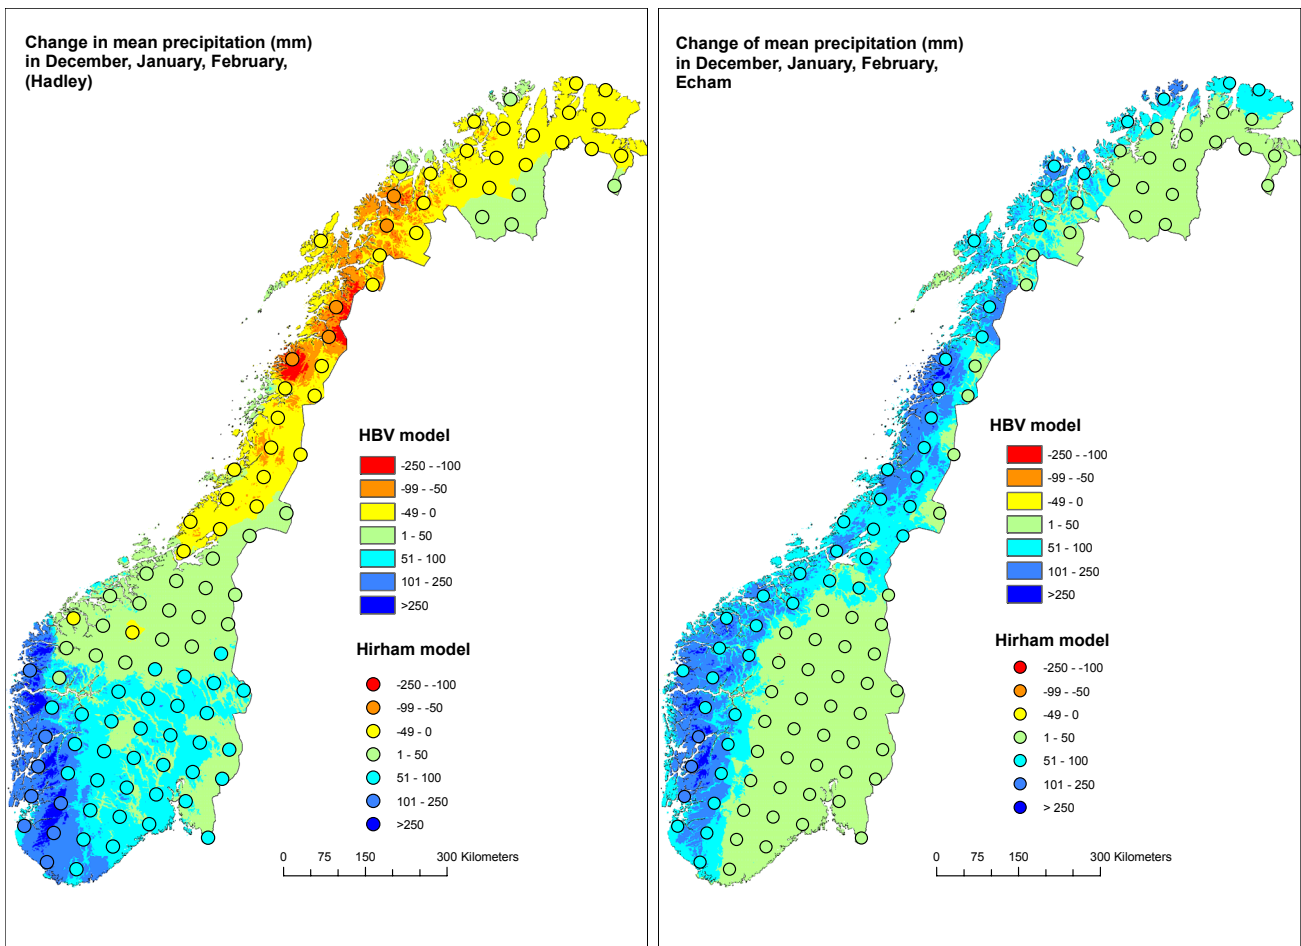 Change in mean precipitation (mm)
in December, January, February,
(Hadley)
HBV model
-250 - -100
-99 - -50
-49 - 0
1 - 50
51 - 100
101 - 250
>250
Hirham model
-250 - -100
-99 - -50
-49 - 0
1 - 50
51 - 100
101 - 250
>250
0 75 150 300 Kilometers
Change of mean precipitation (mm)
in December, January, February,
Echam
HBV model
-250 - -100
-99 - -50
-49 - 0
1 - 50
51 - 100
101 - 250
>250
Hirham model
-250 - -100
-99 - -50
-49 - 0
1 - 50
51 - 100
101 - 250
> 250
0 75 150 300 Kilometers